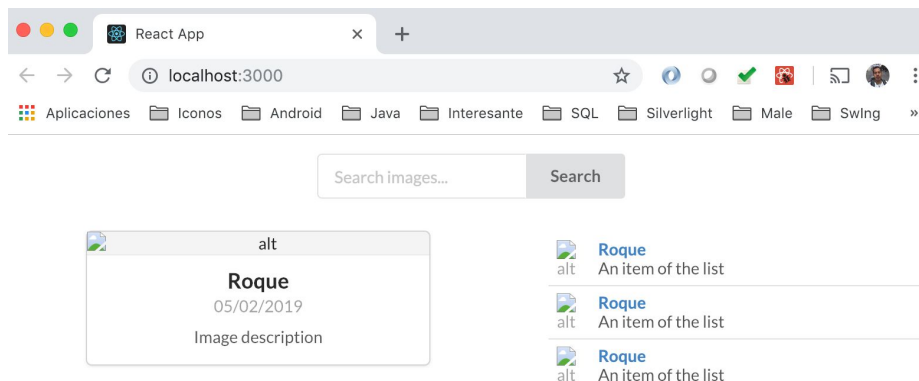 React App
localhost:3000
Aplicaciones Iconos Android Java Interesante SQL Silverlight Male SwIng »
Search images... Search
alt
Roque
05/02/2019
Image description
alt
Roque
An item of the list
alt
Roque
An item of the list
alt
Roque
An item of the list